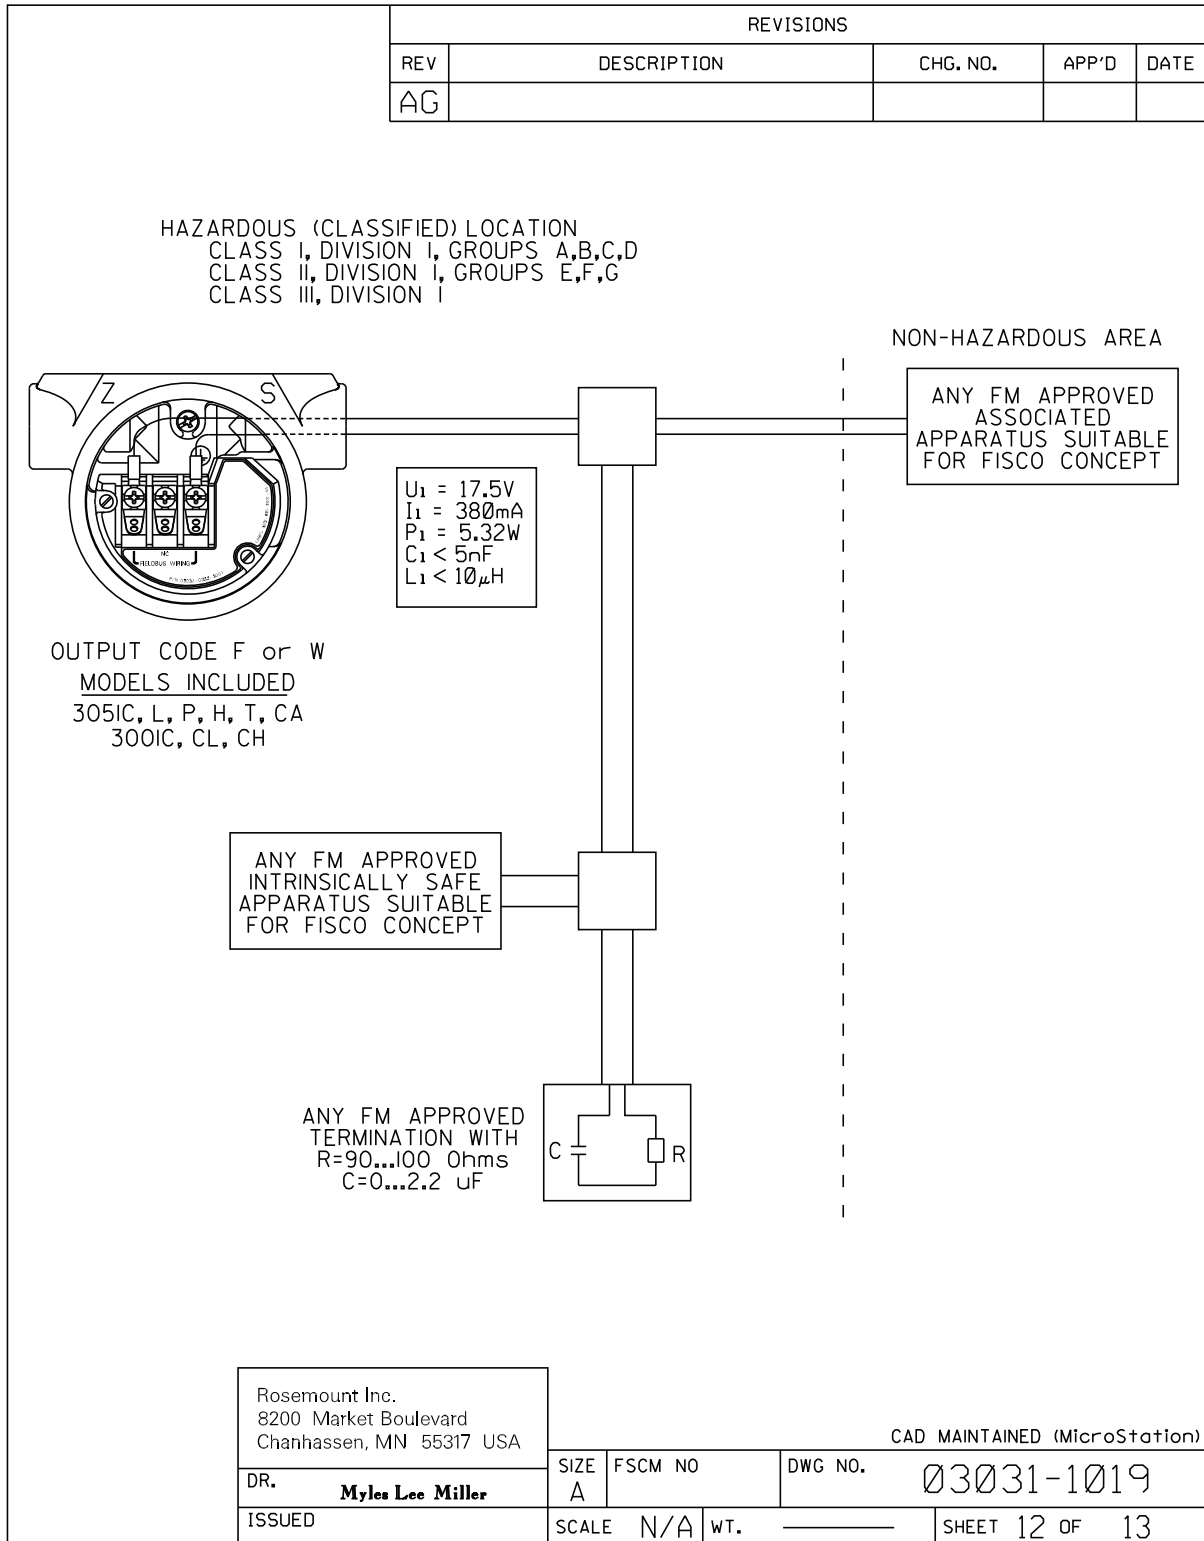 REVISIONS
REV DESCRIPTION CHG. NO. APP'D DATE
AG
HAZARDOUS (CLASSIFIED) LOCATION
CLASS I, DIVISION I, GROUPS A,B,C,D
CLASS II, DIVISION I, GROUPS E,F,G
CLASS III, DIVISION I
NON-HAZARDOUS AREA
ANY FM APPROVED
ASSOCIATED
APPARATUS SUITABLE
FOR FISCO CONCEPT
Z S
U1 = 17.5V
I1 = 380mA
P1 = 5.32W
C1 < 5nF
L1 < 10µH
NC
FIELDBUS WIRING
OUTPUT CODE F or W
MODELS INCLUDED
3051C, L, P, H, T, CA
3001C, CL, CH
ANY FM APPROVED
INTRINSICALLY SAFE
APPARATUS SUITABLE
FOR FISCO CONCEPT
ANY FM APPROVED
TERMINATION WITH
R=90...100 Ohms
C=0...2.2 uF
C R
Rosemount Inc.
8200 Market Boulevard
Chanhassen, MN 55317 USA
CAD MAINTAINED (MicroStation)
DR. Myles Lee Miller
SIZE A FSCM NO DWG NO. 03031-1019
ISSUED
SCALE N/A WT. SHEET 12 OF 13